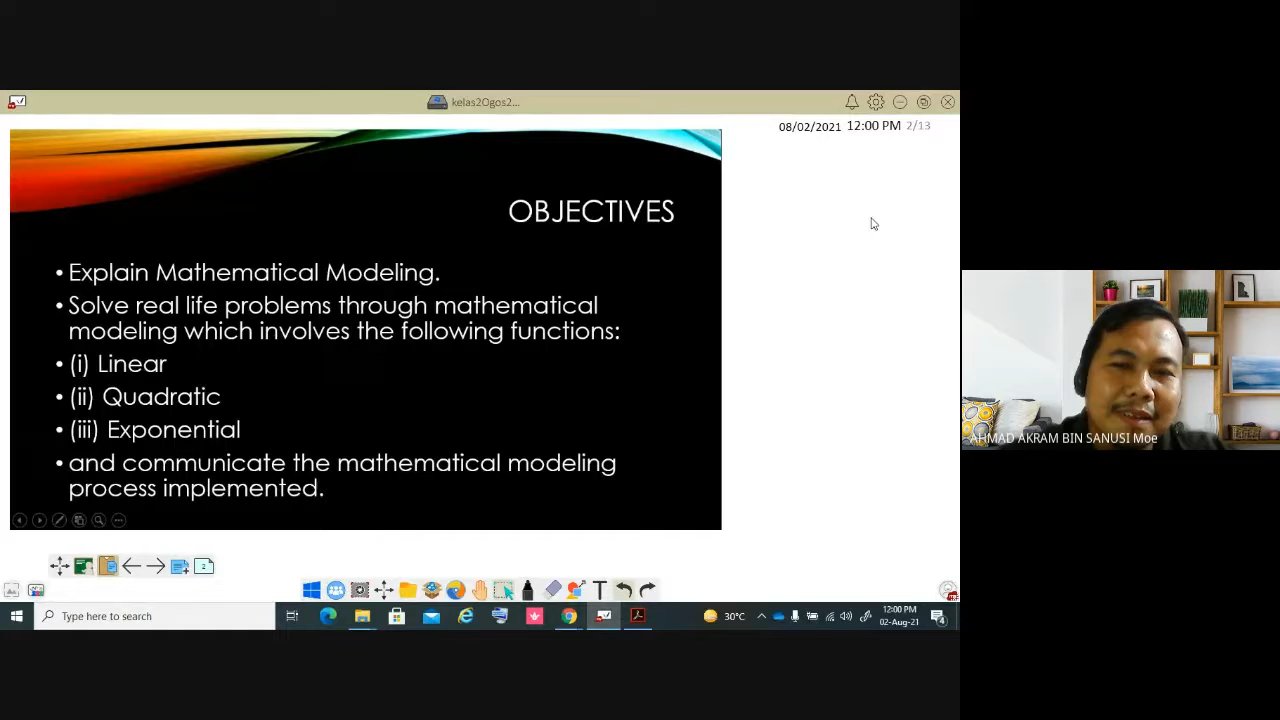 kelas2Ogos2...
08/02/2021 12:00 PM 2/13
OBJECTIVES
• Explain Mathematical Modeling.
• Solve real life problems through mathematical
modeling which involves the following functions:
• (i) Linear
• (ii) Quadratic
• (iii) Exponential
• and communicate the mathematical modeling
process implemented.
AHMAD AKRAM BIN SANUSI Moe
2
Type here to search
30°C
12:00 PM
02-Aug-21
4